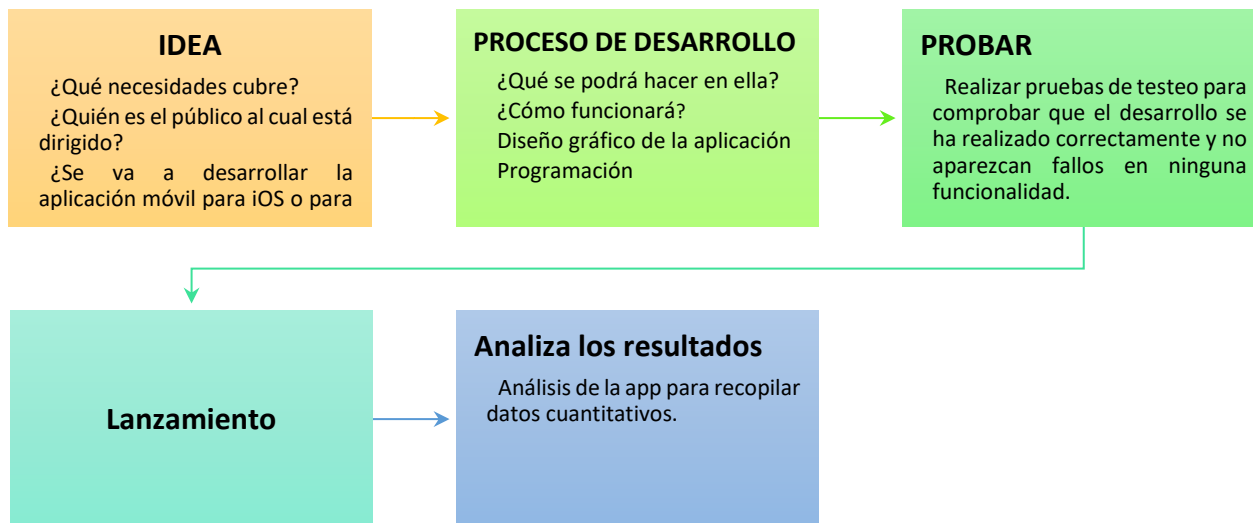 IDEA
¿Qué necesidades cubre?
¿Quién es el público al cual está
dirigido?
¿Se va a desarrollar la
aplicación móvil para iOS o para
PROCESO DE DESARROLLO
¿Qué se podrá hacer en ella?
¿Cómo funcionará?
Diseño gráfico de la aplicación
Programación
PROBAR
Realizar pruebas de testeo para
comprobar que el desarrollo se
ha realizado correctamente y no
aparezcan fallos en ninguna
funcionalidad.
Lanzamiento
Analiza los resultados
Análisis de la app para recopilar
datos cuantitativos.